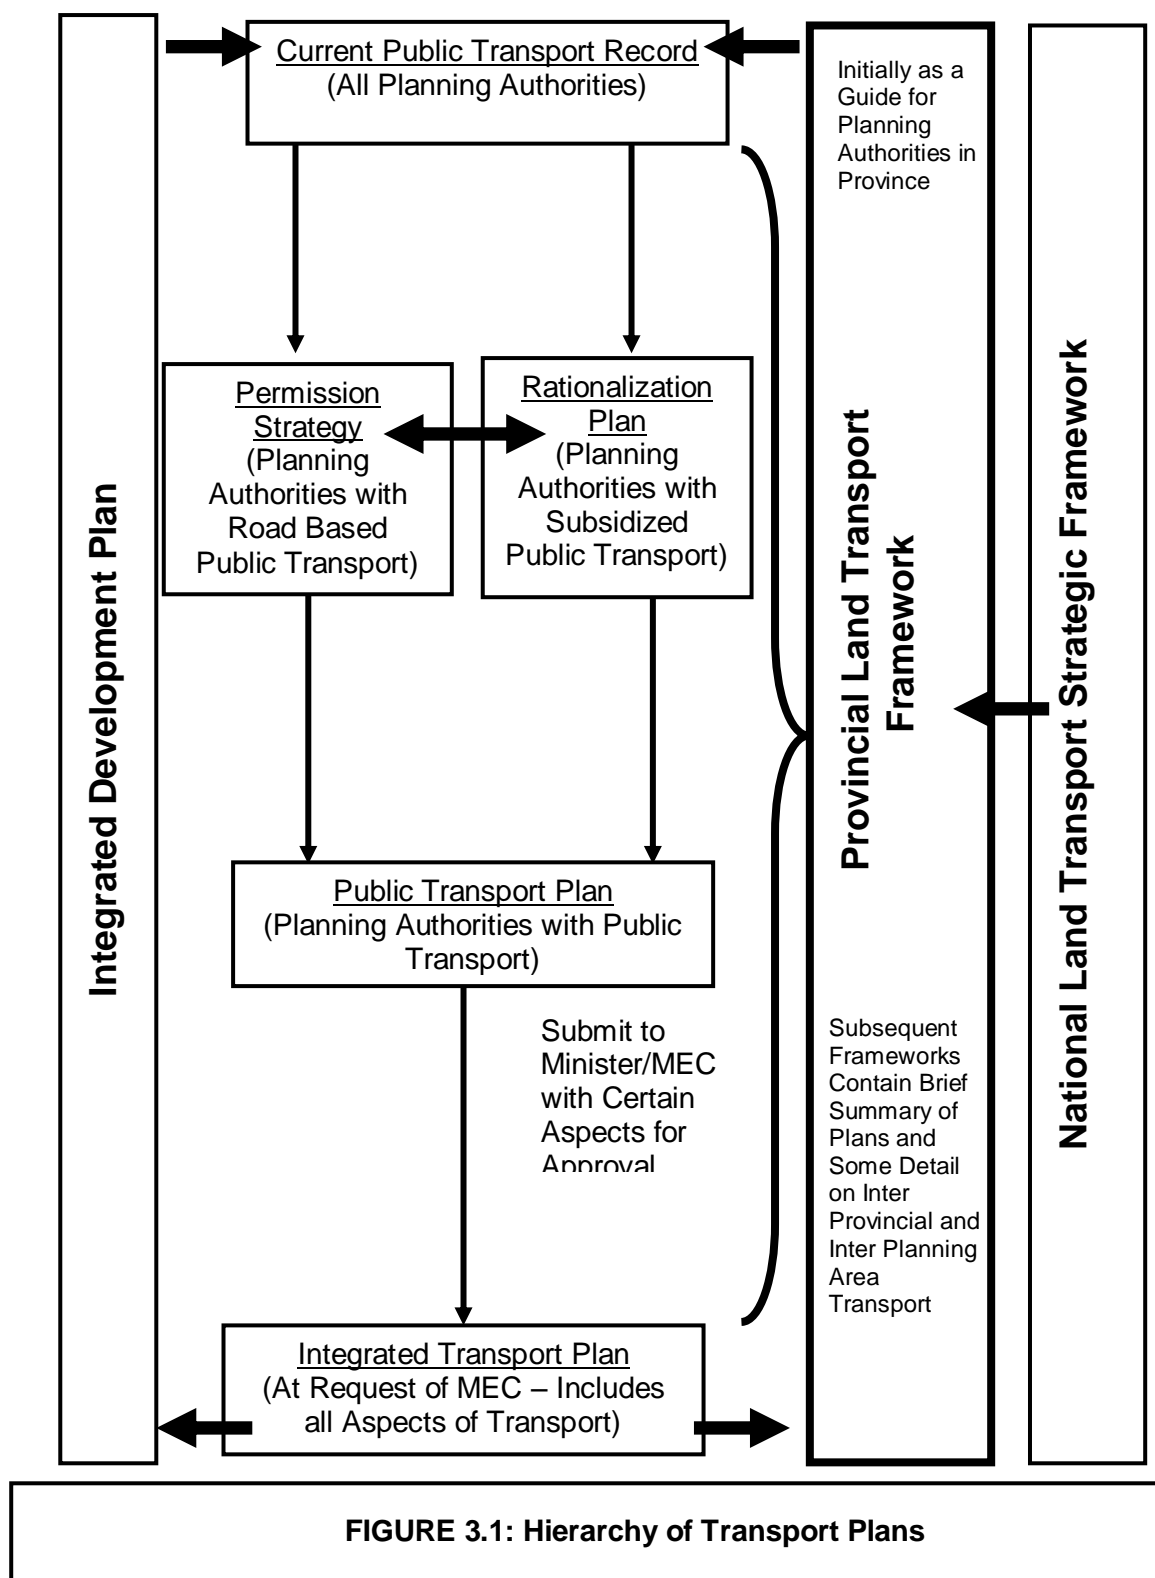 Integrated Development Plan
Current Public Transport Record
(All Planning Authorities)
Permission
Strategy
(Planning
Authorities with
Road Based
Public Transport)
Rationalization
Plan
(Planning
Authorities with
Subsidized
Public Transport)
Public Transport Plan
(Planning Authorities with Public
Transport)
Submit to
Minister/MEC
with Certain
Aspects for
Approval
Integrated Transport Plan
(At Request of MEC – Includes
all Aspects of Transport)
Initially as a
Guide for
Planning
Authorities in
Province
Provincial Land Transport
Framework
Subsequent
Frameworks
Contain Brief
Summary of
Plans and
Some Detail
on Inter
Provincial and
Inter Planning
Area
Transport
National Land Transport Strategic Framework
FIGURE 3.1: Hierarchy of Transport Plans